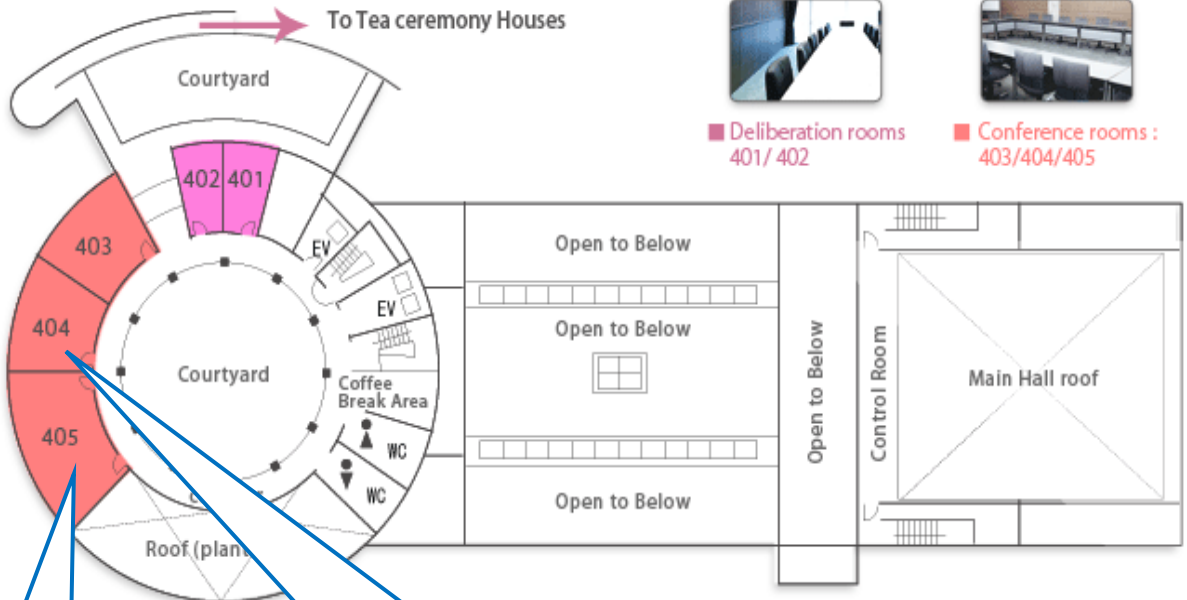 To Tea ceremony Houses
Courtyard
Deliberation rooms
401/ 402
Conference rooms :
403/404/405
402
401
403
EV
Open to Below
404
EV
Open to Below
Open to Below
Control Room
Main Hall roof
Courtyard
Coffee
Break Area
405
WC
WC
Open to Below
Roof (plant